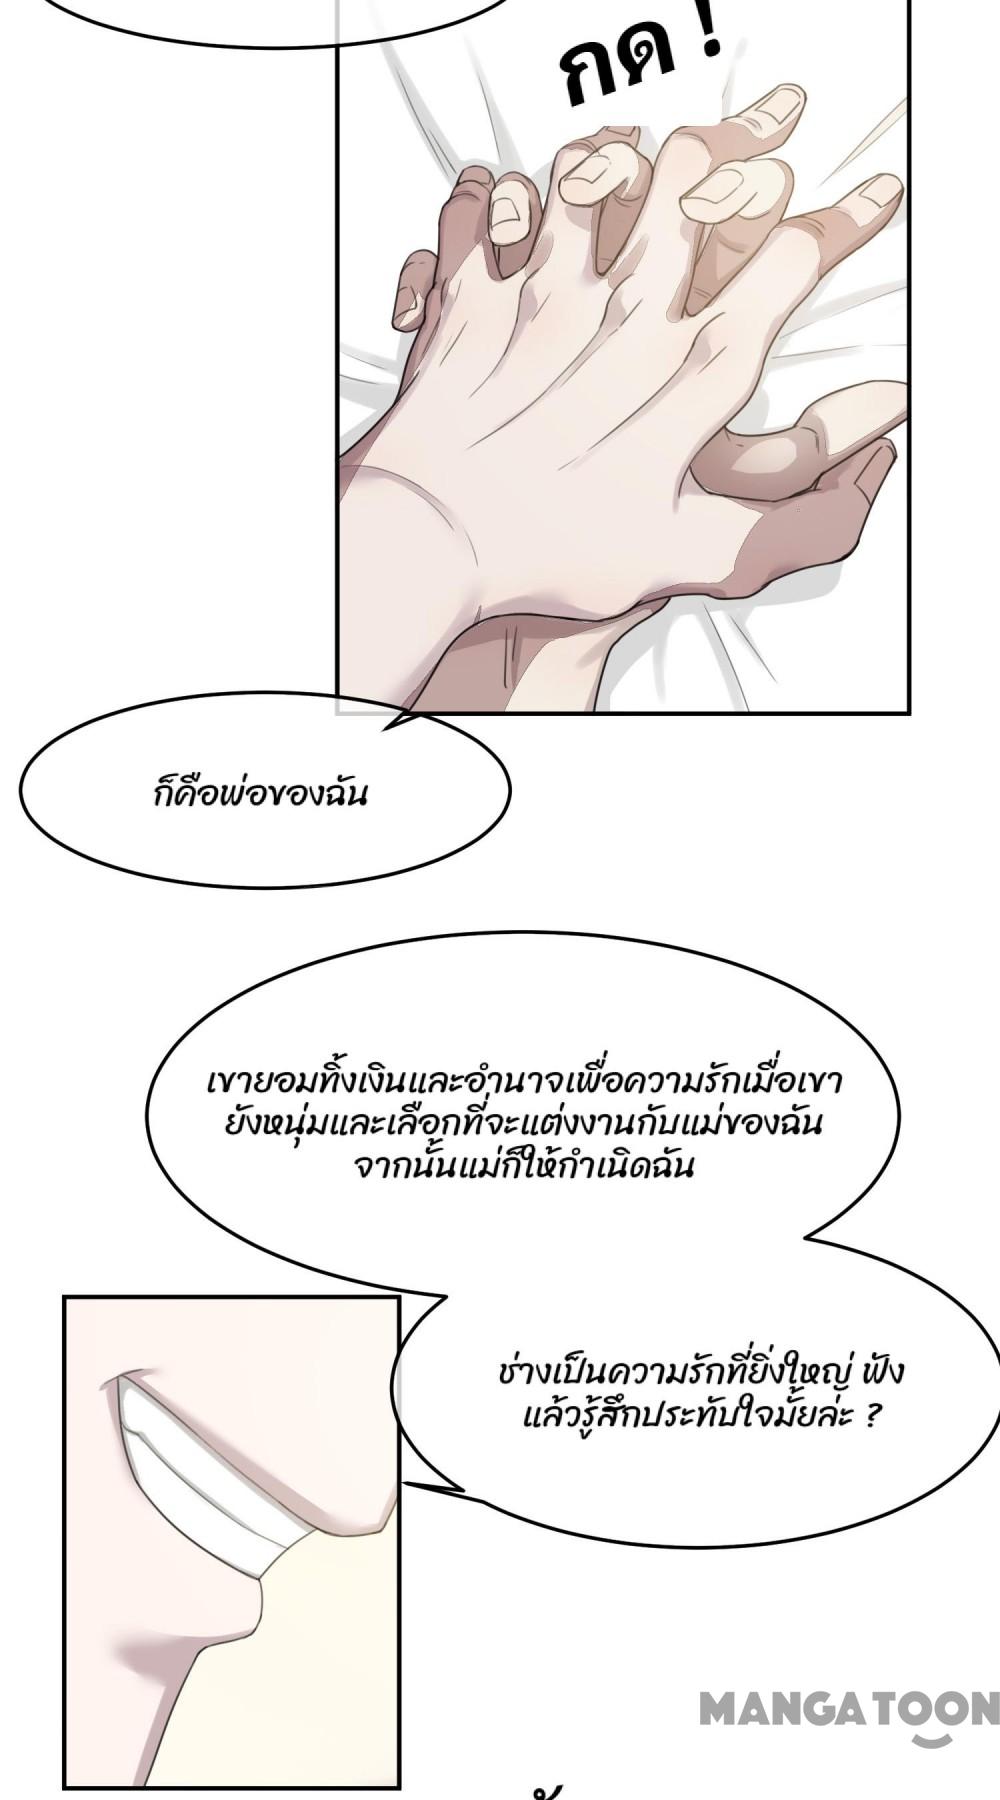 กด !
ก็คือพ่อของฉัน
เขายอมทิ้งเงินและอำนาจเพื่อความรักเมื่อเขา
ยังหนุ่มและเลือกที่จะแต่งงานกับแม่ของฉัน
จากนั้นแม่ก็ให้กำเนิดฉัน
ช่างเป็นความรักที่ยิ่งใหญ่ ฟัง
แล้วรู้สึกประทับใจมั้ยล่ะ ?
MANGATOON